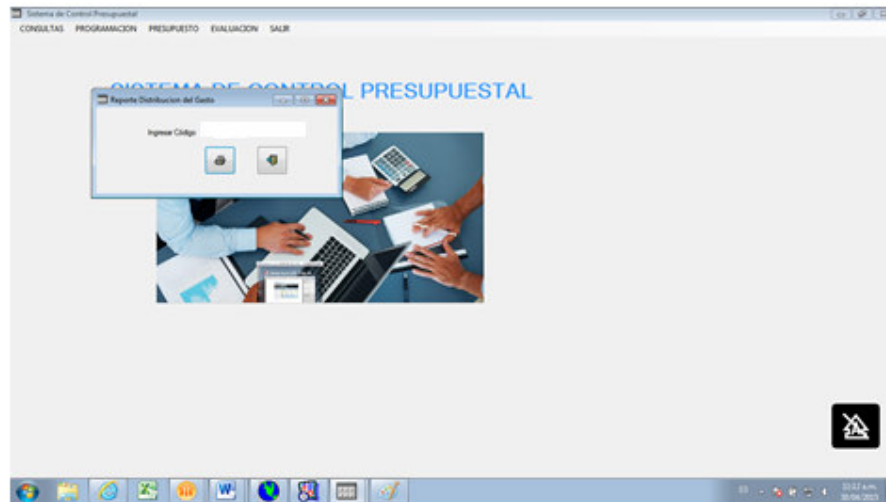 Sistema de Control Presupuestal
CONSULTAS PROGRAMACION PRESUPUESTO EVALUACION SALIR
SISTEMA DE CONTROL PRESUPUESTAL
Reporte Distribucion del Gasto
Ingrese Código
ES